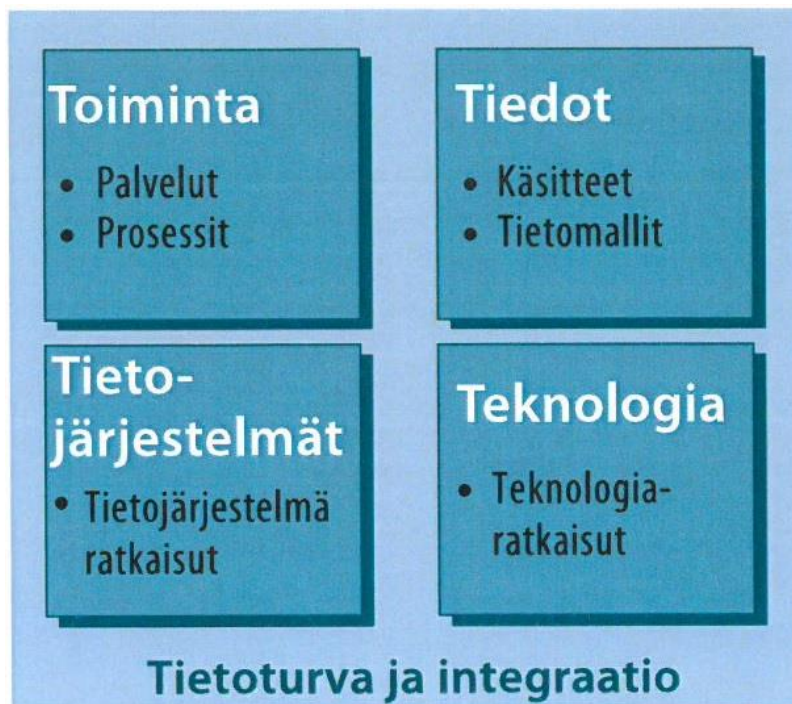 Toiminta
• Palvelut
• Prosessit
Tiedot
• Käsitteet
• Tietomallit
Tieto-
järjestelmät
• Tietojärjestelmä
ratkaisut
Teknologia
• Teknologia-
ratkaisut
Tietoturva ja integraatio